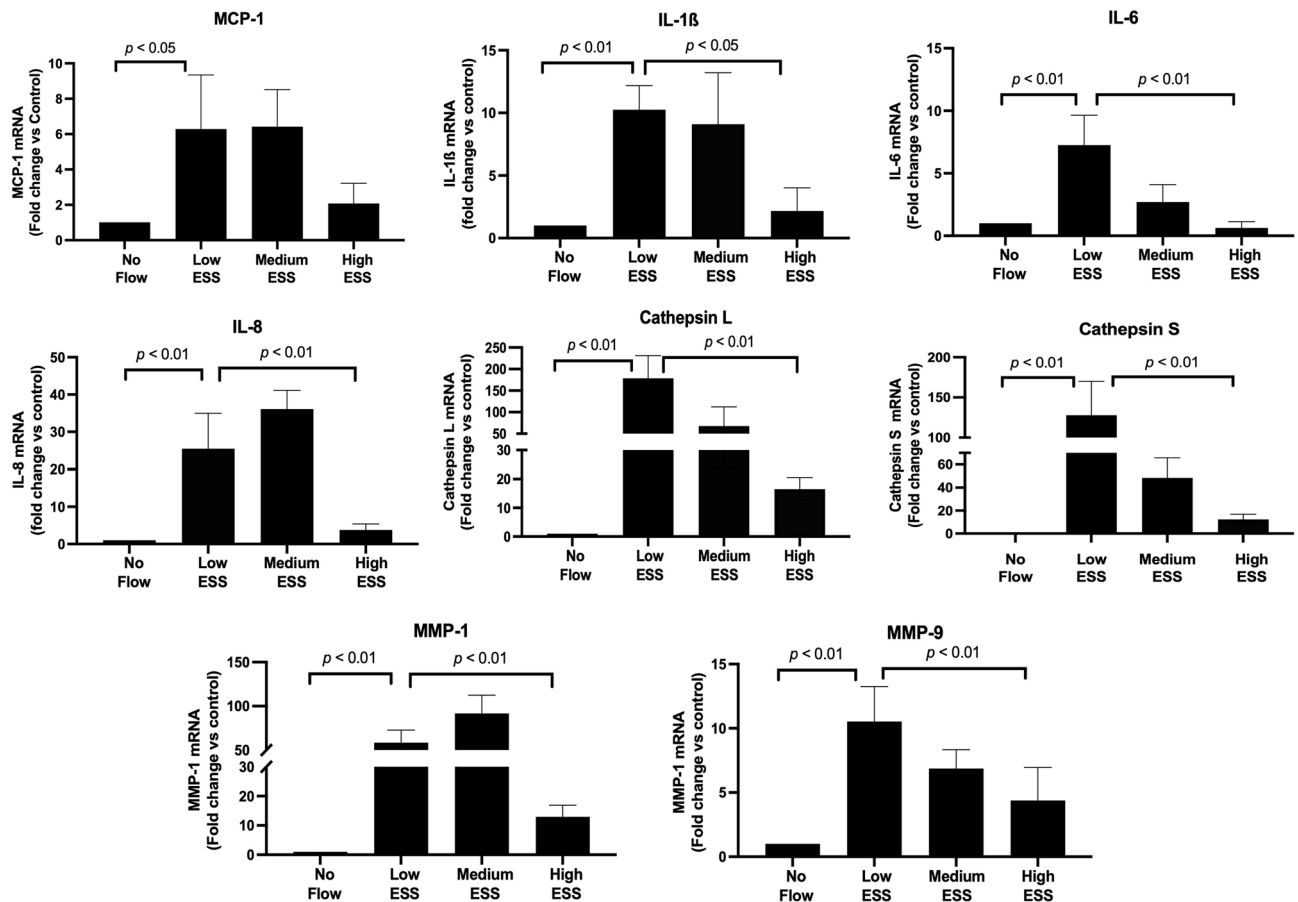 MCP-1
p < 0.05
MCP-1 mRNA
(Fold change vs Control)
10
8
6
4
2
0
No Flow
Low ESS
Medium ESS
High ESS
IL-1ß
p < 0.01
p < 0.05
IL-1ß mRNA
(fold change vs Control)
15
10
5
0
No Flow
Low ESS
Medium ESS
High ESS
IL-6
p < 0.01
p < 0.01
IL-6 mRNA
(Fold change vs control)
15
10
5
0
No Flow
Low ESS
Medium ESS
High ESS
IL-8
p < 0.01
p < 0.01
IL-8 mRNA
(fold change vs control)
50
40
30
20
10
0
No Flow
Low ESS
Medium ESS
High ESS
Cathepsin L
p < 0.01
p < 0.01
Cathepsin L mRNA
(Fold change vs control)
250
200
150
100
50
30
20
10
0
No Flow
Low ESS
Medium ESS
High ESS
Cathepsin S
p < 0.01
p < 0.01
Cathepsin S mRNA
(Fold change vs control)
200
150
100
60
40
20
0
No Flow
Low ESS
Medium ESS
High ESS
MMP-1
p < 0.01
p < 0.01
MMP-1 mRNA
(Fold change vs control)
150
100
50
30
20
10
0
No Flow
Low ESS
Medium ESS
High ESS
MMP-9
p < 0.01
p < 0.01
MMP-1 mRNA
(Fold change vs control)
15
10
5
0
No Flow
Low ESS
Medium ESS
High ESS